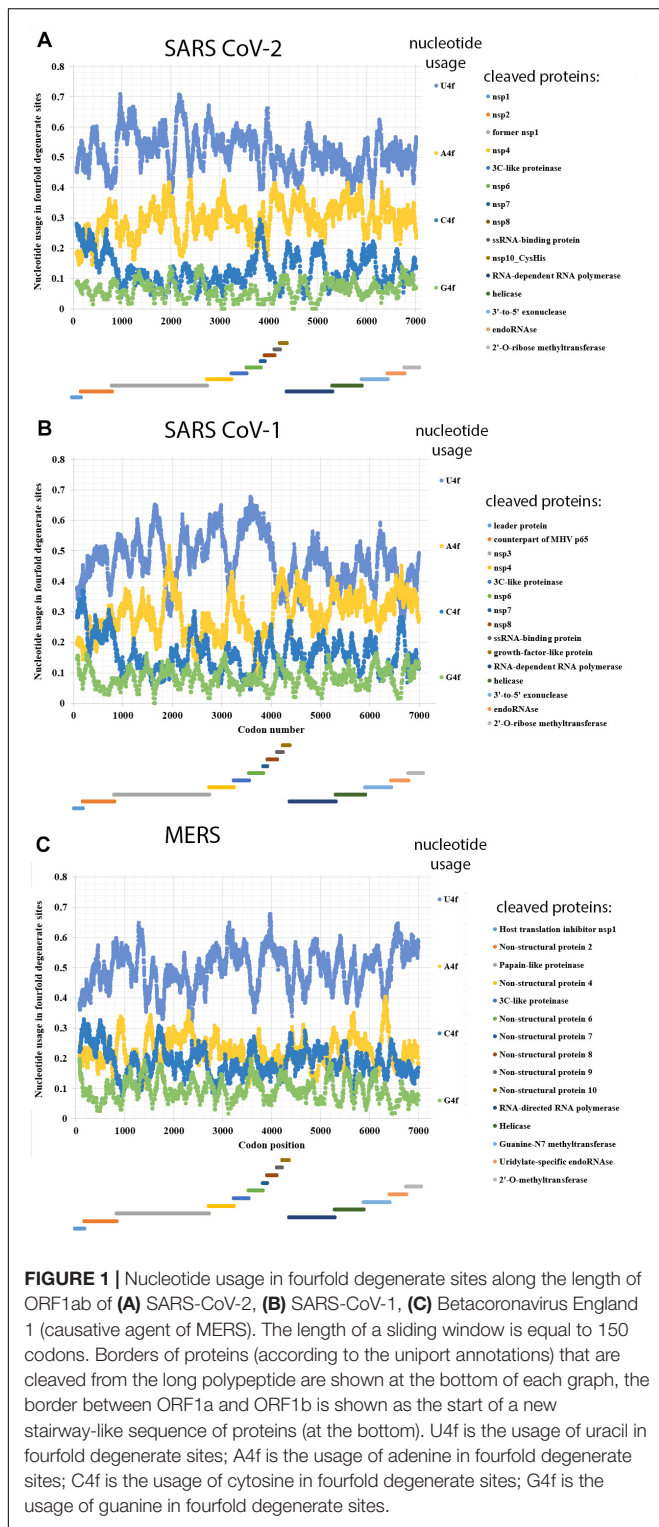 A
SARS CoV-2
nucleotide
usage
cleaved proteins:
Nucleotide usage in fourfold degenerate sites
0.8
0.7
0.6
0.5
0.4
0.3
0.2
0.1
0
0
1000
2000
3000
4000
5000
6000
7000
U4f
A4f
C4f
G4f
nsp1
nsp2
former nsp1
nsp4
3C-like proteinase
nsp6
nsp7
nsp8
ssRNA-binding protein
nsp10_CysHis
RNA-dependent RNA polymerase
helicase
3'-to-5' exonuclease
endoRNAse
2'-O-ribose methyltransferase
B
SARS CoV-1
nucleotide
usage
cleaved proteins:
Nucleotide usage in fourfold degenerate sites
0.8
0.7
0.6
0.5
0.4
0.3
0.2
0.1
0
0
1000
2000
3000
4000
5000
6000
7000
Codon number
U4f
A4f
C4f
G4f
leader protein
counterpart of MHV p65
nsp3
nsp4
3C-like proteinase
nsp6
nsp7
nsp8
ssRNA-binding protein
growth-factor-like protein
RNA-dependent RNA polymerase
helicase
3'-to-5' exonuclease
endoRNAse
2'-O-ribose methyltransferase
C
MERS
nucleotide
usage
cleaved proteins:
Nucleotide usage in fourfold degenerate sites
0.8
0.7
0.6
0.5
0.4
0.3
0.2
0.1
0
0
1000
2000
3000
4000
5000
6000
7000
Codon position
U4f
A4f
C4f
G4f
Host translation inhibitor nsp1
Non-structural protein 2
Papain-like proteinase
Non-structural protein 4
3C-like proteinase
Non-structural protein 6
Non-structural protein 7
Non-structural protein 8
Non-structural protein 9
Non-structural protein 10
RNA-directed RNA polymerase
Helicase
Guanine-N7 methyltransferase
Uridylate-specific endoRNAse
2'-O-methyltransferase
FIGURE 1 | Nucleotide usage in fourfold degenerate sites along the length of
ORF1ab of (A) SARS-CoV-2, (B) SARS-CoV-1, (C) Betacoronavirus England
1 (causative agent of MERS). The length of a sliding window is equal to 150
codons. Borders of proteins (according to the uniport annotations) that are
cleaved from the long polypeptide are shown at the bottom of each graph, the
border between ORF1a and ORF1b is shown as the start of a new
stairway-like sequence of proteins (at the bottom). U4f is the usage of uracil in
fourfold degenerate sites; A4f is the usage of adenine in fourfold degenerate
sites; C4f is the usage of cytosine in fourfold degenerate sites; G4f is the
usage of guanine in fourfold degenerate sites.